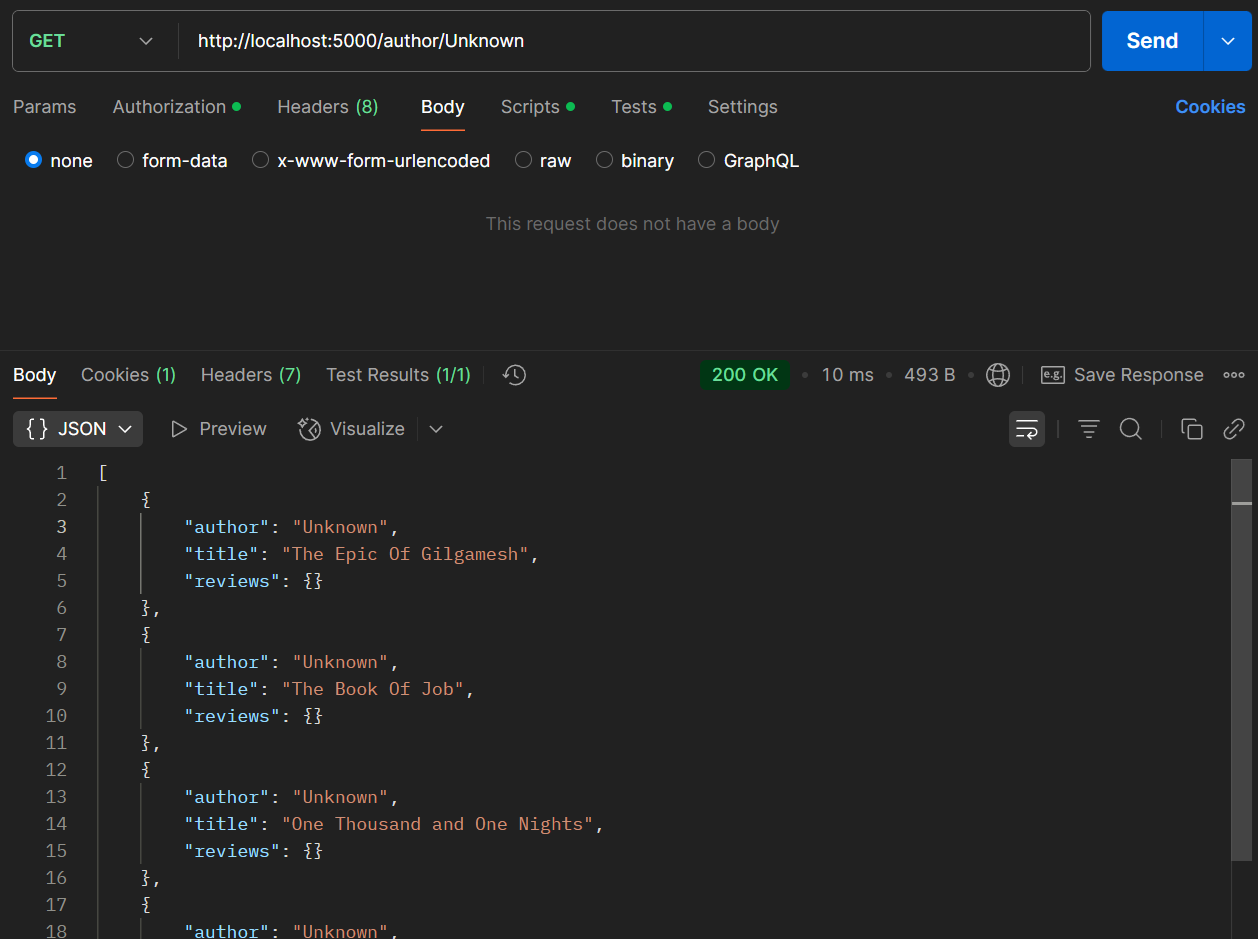 GET http://localhost:5000/author/Unknown Send
Params Authorization Headers (8) Body Scripts Tests Settings Cookies
none form-data x-www-form-urlencoded raw binary GraphQL
This request does not have a body
Body Cookies (1) Headers (7) Test Results (1/1) 200 OK 10 ms 493 B e.g. Save Response
{} JSON Preview Visualize
1 [
2 {
3 "author": "Unknown",
4 "title": "The Epic Of Gilgamesh",
5 "reviews": {}
6 },
7 {
8 "author": "Unknown",
9 "title": "The Book Of Job",
10 "reviews": {}
11 },
12 {
13 "author": "Unknown",
14 "title": "One Thousand and One Nights",
15 "reviews": {}
16 },
17 {
18 "author": "Unknown",